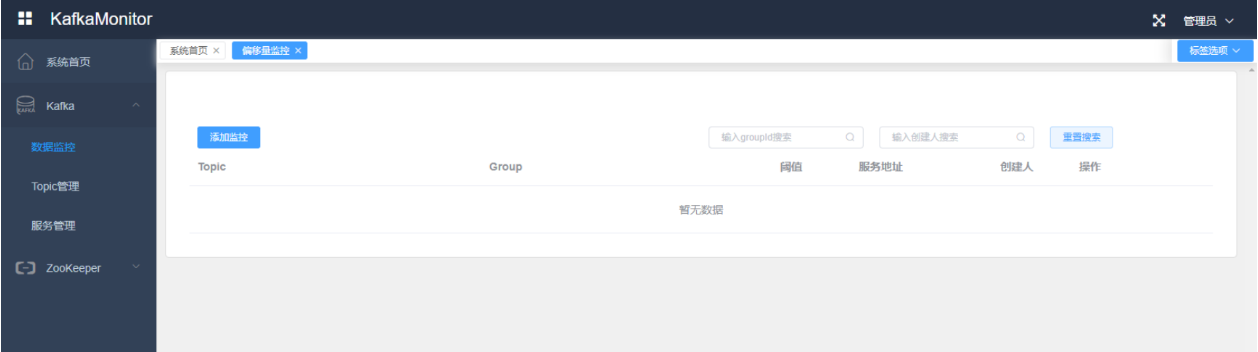 KafkaMonitor
管理员
系统首页
Kafka
数据监控
Topic管理
服务管理
ZooKeeper
系统首页 ×
偏移量监控 ×
标签选项
添加监控
输入groupId搜索
输入创建人搜索
重置搜索
Topic Group 阈值 服务地址 创建人 操作
暂无数据